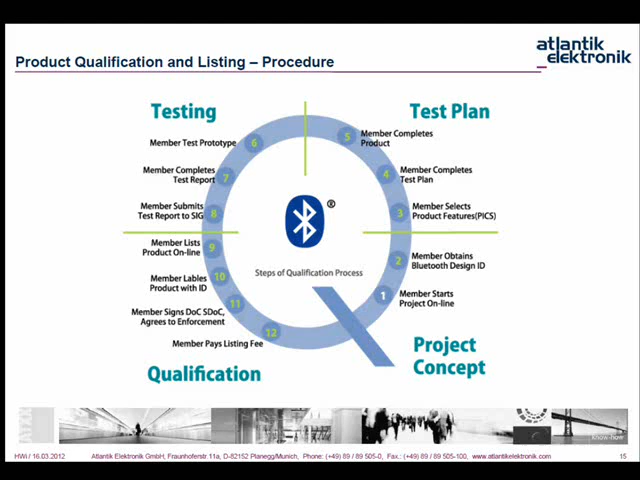 atlantik
elektronik
Product Qualification and Listing – Procedure
Testing
Test Plan
Member Test Prototype
6
5
Member Completes
Product
Member Completes
Test Report
7
4
Member Completes
Test Plan
Member Submits
Test Report to SIG
8
®
3
Member Selects
Product Features(PICS)
Member Lists
Product On-line
9
2
Member Obtains
Bluetooth Design ID
Member Lables
Product with ID
10
Steps of Qualification Process
1
Member Starts
Project On-line
Member Signs DoC SDoC,
Agrees to Enforcement
11
Member Pays Listing Fee
12
Qualification
Project
Concept
know-how
HWi / 16.03.2012
Atlantik Elektronik GmbH, Fraunhoferstr. 11a, D-82152 Planegg/Munich, Phone: (+49) 89 / 89 505-0, Fax.: (+49) 89 / 89 505-100, www.atlantikelektronik.com
15